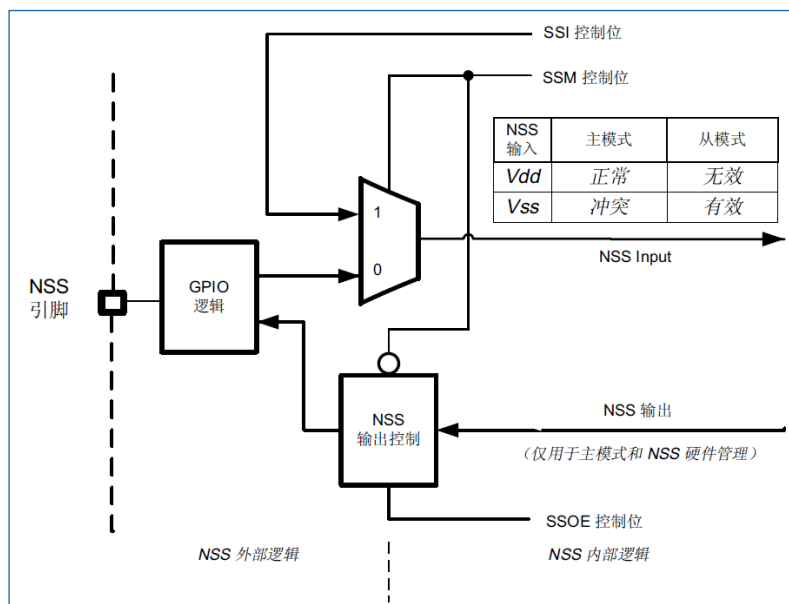 SSI 控制位
SSM 控制位
NSS 输入 主模式 从模式
Vdd 正常 无效
Vss 冲突 有效
1
NSS Input
0
GPIO
逻辑
NSS
引脚
NSS
输出控制
NSS 输出
（仅用于主模式和 NSS 硬件管理）
SSOE 控制位
NSS 外部逻辑
NSS 内部逻辑